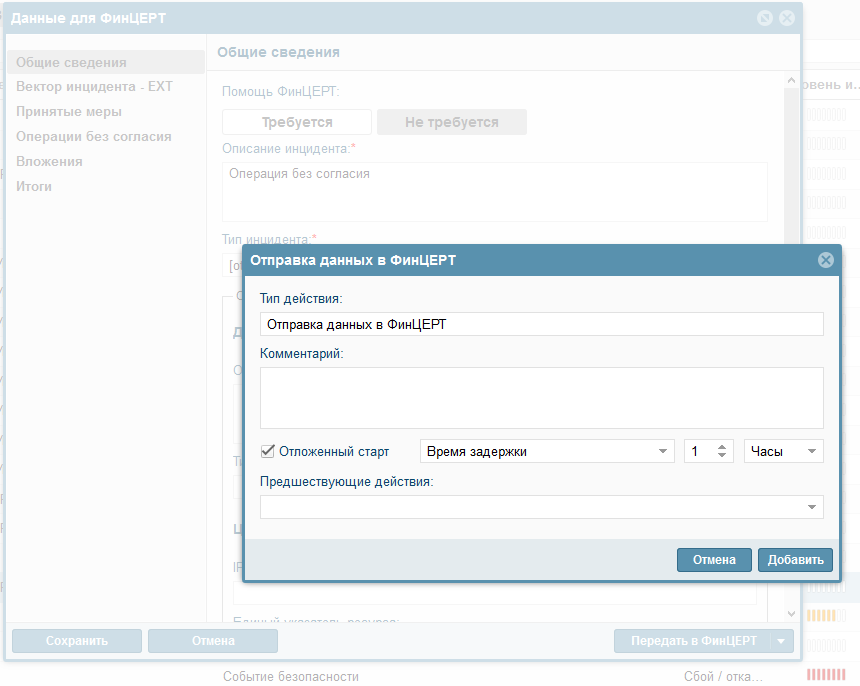 Данные для ФинЦЕРТ
Общие сведения
Вектор инцидента - EXT
Принятые меры
Операции без согласия
Вложения
Итоги
Общие сведения
Помощь ФинЦЕРТ:
Требуется
Не требуется
Описание инцидента:*
Операция без согласия
Тип инцидента:*
Отправка данных в ФинЦЕРТ
Тип действия:
Отправка данных в ФинЦЕРТ
Комментарий:
Отложенный старт
Время задержки
1
Часы
Предшествующие действия:
Отмена
Добавить
Сохранить
Отмена
Передать в ФинЦЕРТ
Событие безопасности
Сбой / отка...